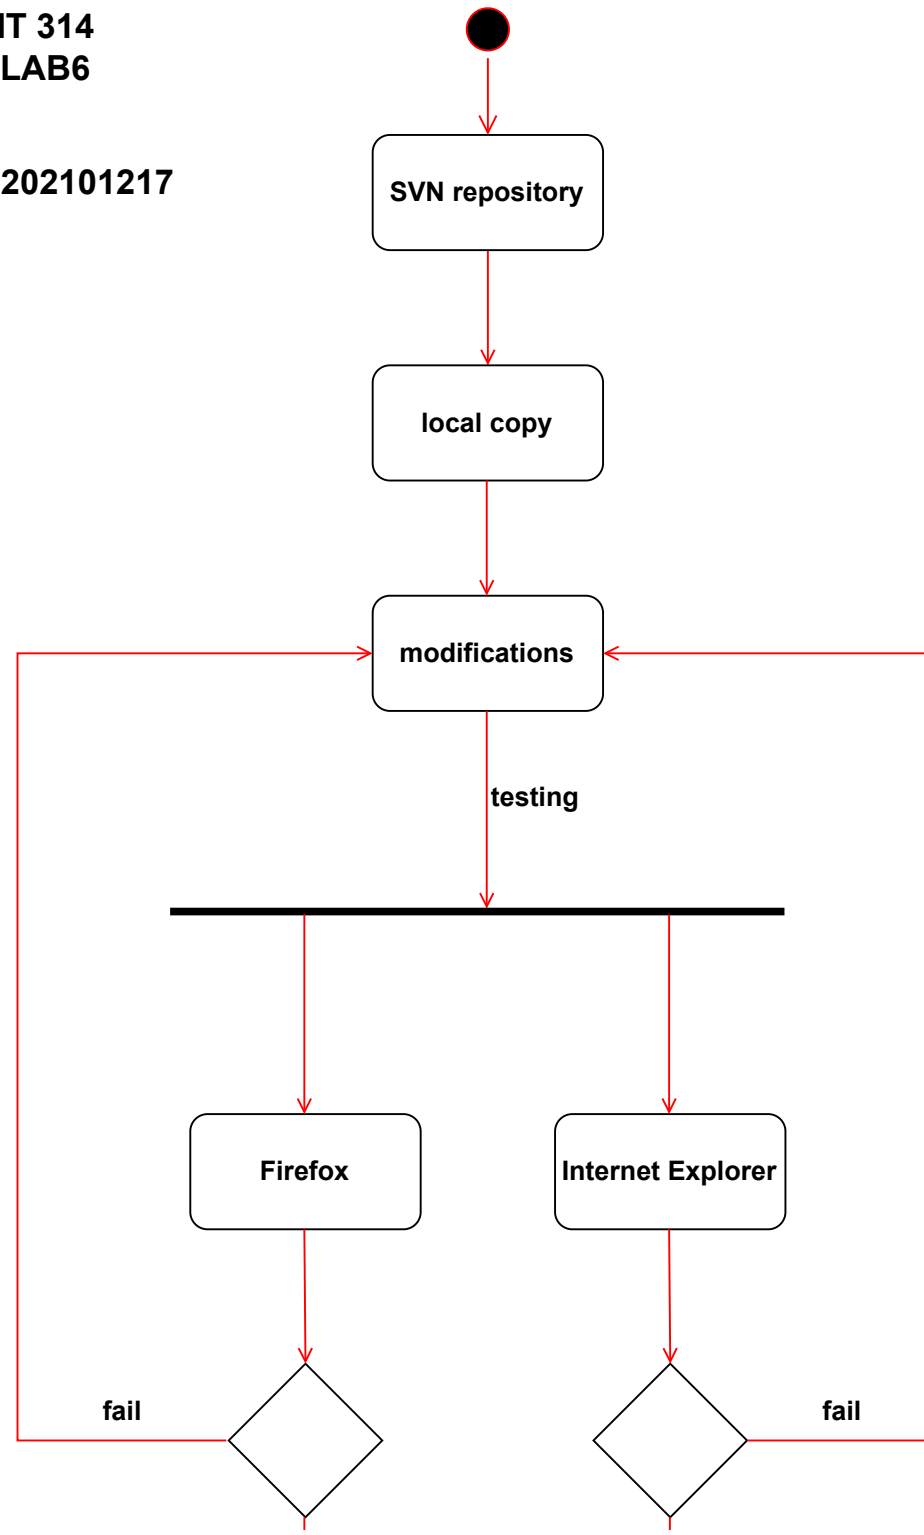 IT 314
LAB6
202101217
SVN repository
local copy
modifications
testing
Firefox
Internet Explorer
fail
fail